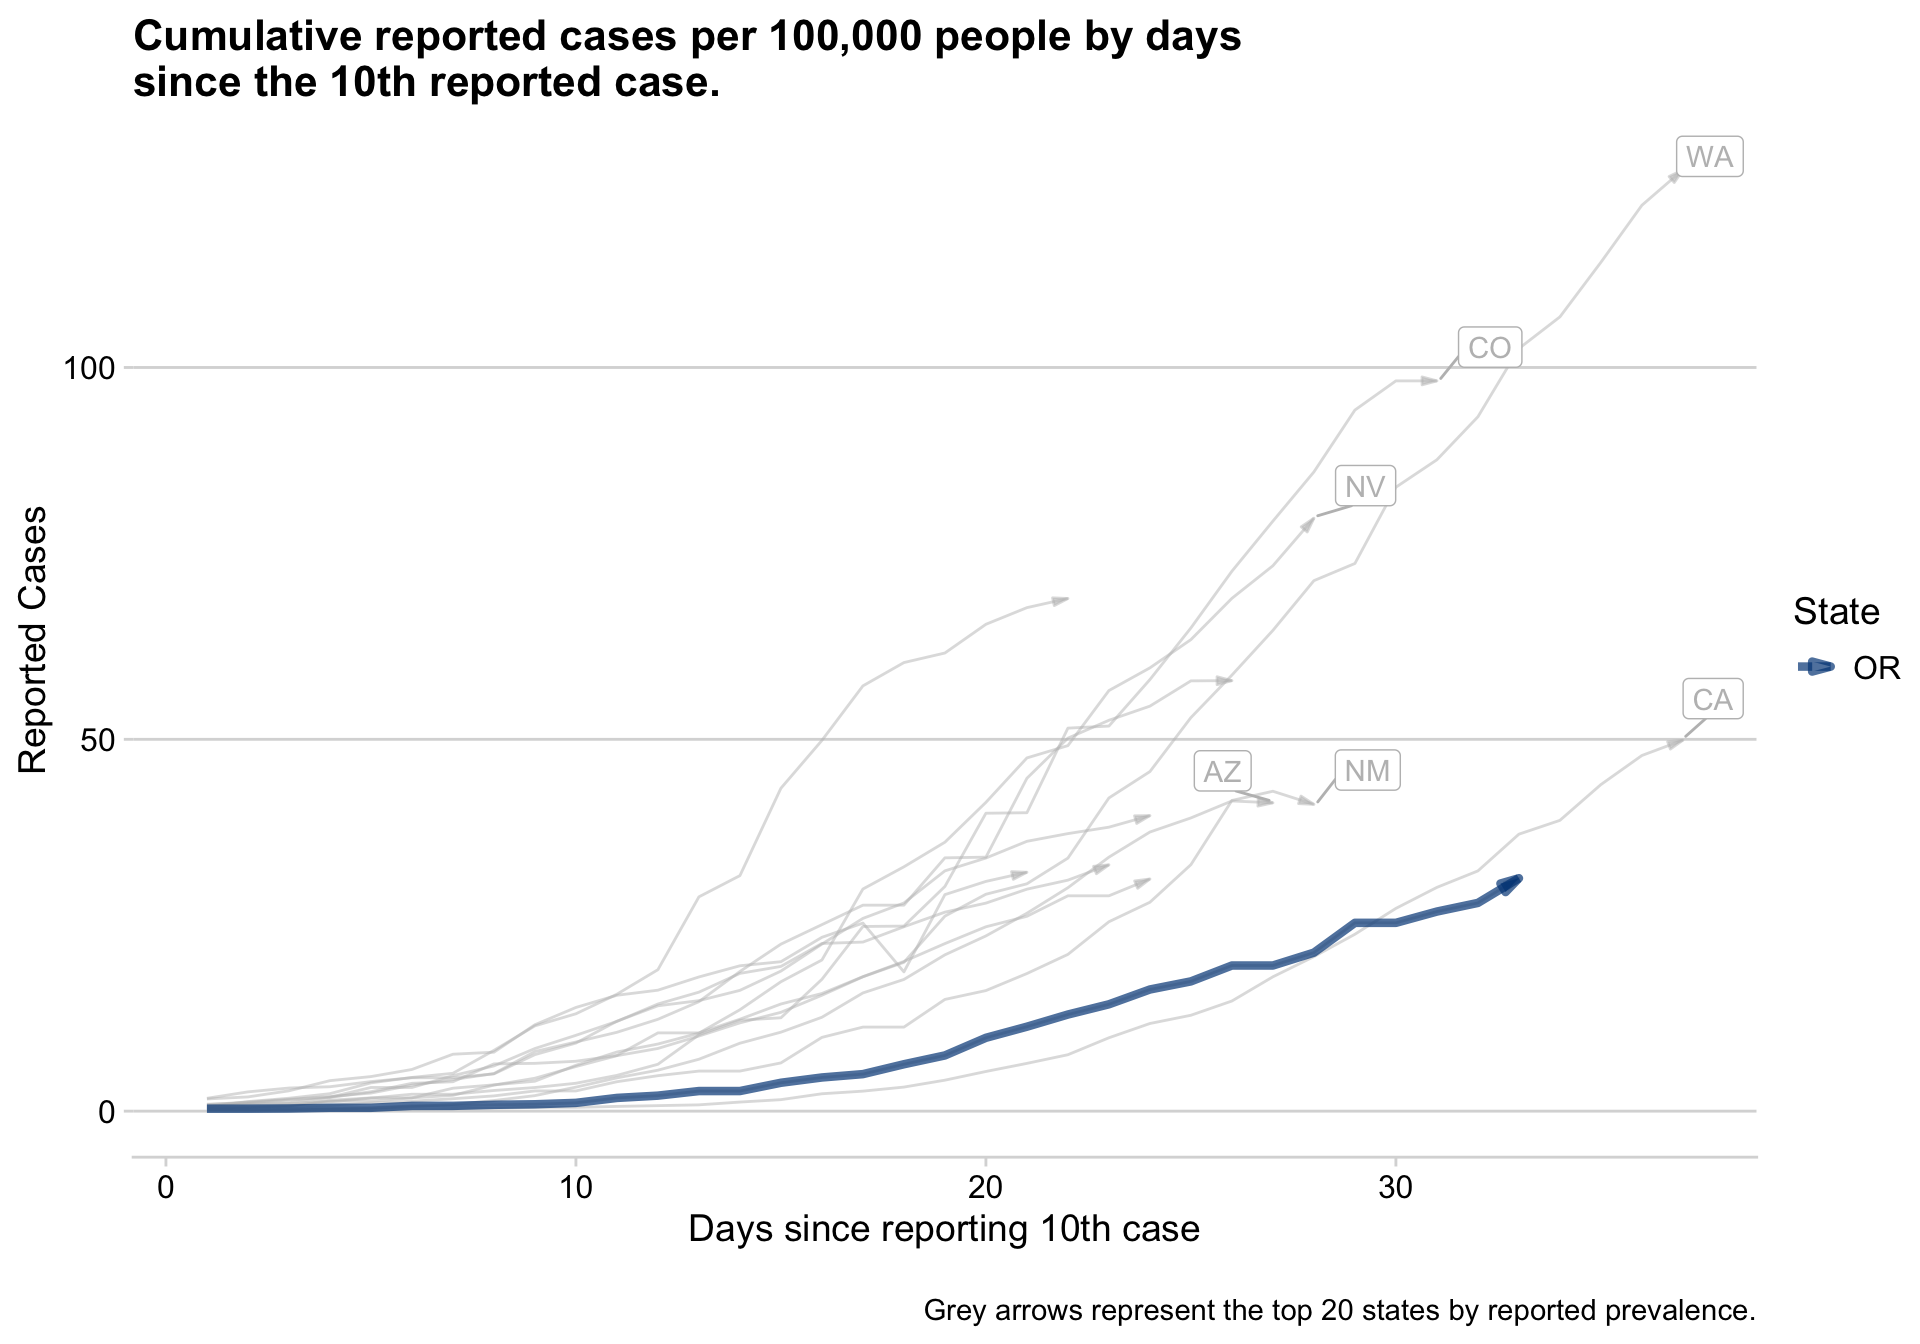 Cumulative reported cases per 100,000 people by days
since the 10th reported case.
WA
CO
100
NV
Reported Cases
State
OR
CA
50
AZ
NM
0
0
10
20
30
Days since reporting 10th case
Grey arrows represent the top 20 states by reported prevalence.